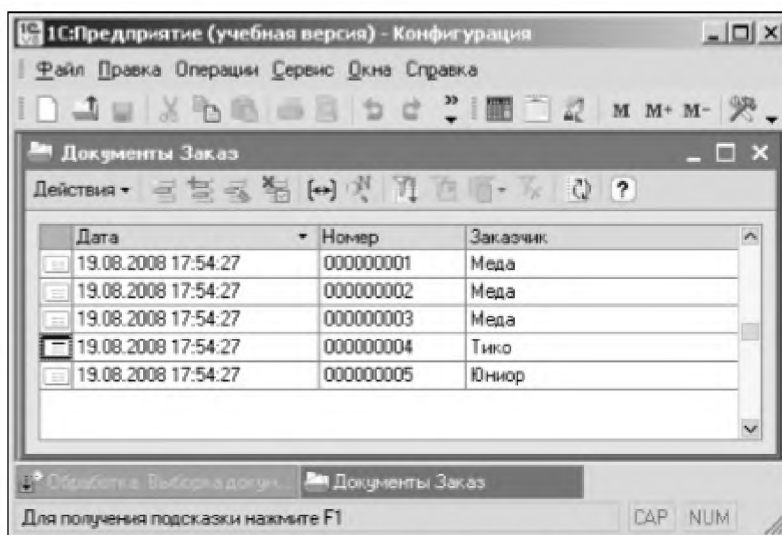 1С:Предприятие (учебная версия) - Конфигурация
Файл Правка Операции Сервис Окна Справка
M M+ M-
Документы Заказ
Действия
Дата Номер Заказчик
19.08.2008 17:54:27 000000001 Меда
19.08.2008 17:54:27 000000002 Меда
19.08.2008 17:54:27 000000003 Меда
19.08.2008 17:54:27 000000004 Тико
19.08.2008 17:54:27 000000005 Юниор
Обработка Выборка докум... Документы Заказ
Для получения подсказки нажмите F1 CAP NUM